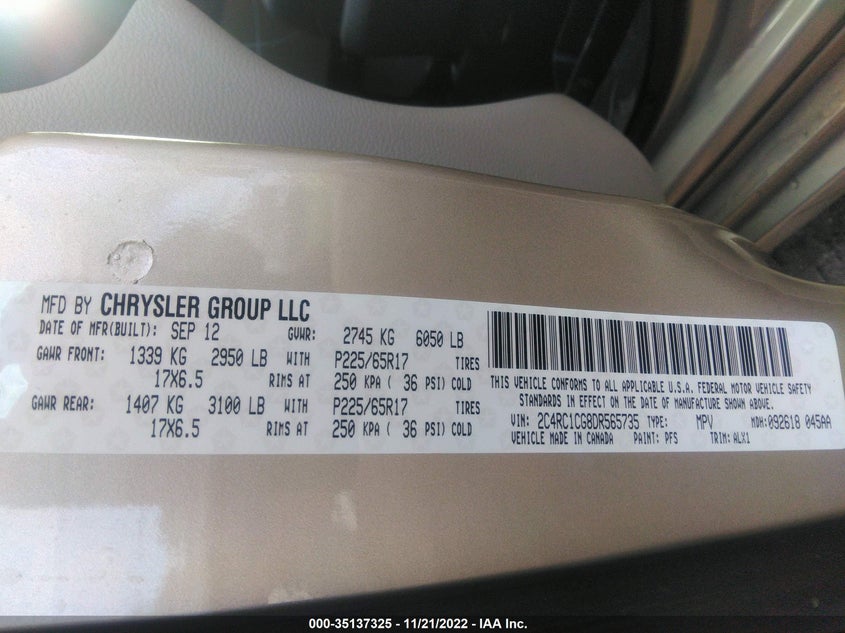 MFD BY CHRYSLER GROUP LLC
DATE OF MFR(BUILT): SEP 12 GVWR: 2745 KG 6050 LB
GAWR FRONT: 1339 KG 2950 LB WITH P225/65R17 TIRES
17X6.5 RIMS AT 250 KPA ( 36 PSI) COLD
GAWR REAR: 1407 KG 3100 LB WITH P225/65R17 TIRES
17X6.5 RIMS AT 250 KPA ( 36 PSI) COLD
THIS VEHICLE CONFORMS TO ALL APPLICABLE U.S.A. FEDERAL MOTOR VEHICLE SAFETY
STANDARDS IN EFFECT ON THE DATE OF MANUFACTURE SHOWN ABOVE.
VIN: 2C4RC1CG8DR565735 TYPE: MPV MDH:092618 045AA
VEHICLE MADE IN CANADA PAINT: PFS TRIM: ALX1
000-35137325 - 11/21/2022 - IAA Inc.